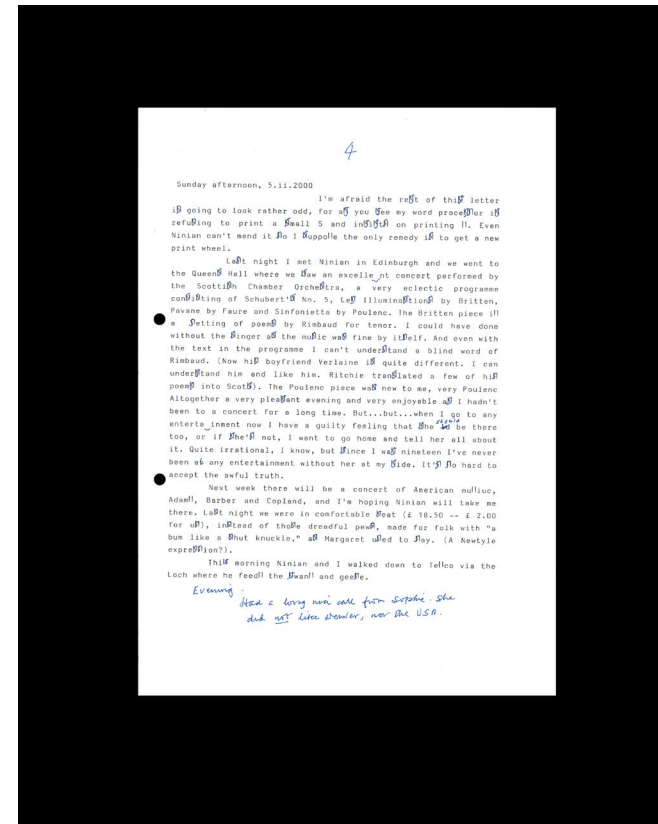 4
Sunday afternoon, 5.ii.2000
I'm afraid the rest of this letter
is going to look rather odd, for as you see my word processor is
refusing to print a small S and insists on printing ll. Even
Ninian can't mend it so I suppolle the only remedy is to get a new
print wheel.
Last night I met Ninian in Edinburgh and we went to
the Queens Hall where we saw an excelle nt concert performed by
the Scottish Chamber Orchestra, a very eclectic programme
consisting of Schubert's No. 5, Les Illuminations by Britten,
Pavane by Faure and Sinfonietta by Poulenc. The Britten piece ill
a setting of poems by Rimbaud for tenor. I could have done
without the singer as the music was fine by itself. And even with
the text in the programme I can't understand a blind word of
Rimbaud. (Now his boyfriend Verlaine is quite different. I can
understand him and like him. Ritchie translated a few of his
poems into Scots). The Poulenc piece was new to me, very Poulenc
Altogether a very pleasant evening and very enjoyable as I hadn't
been to a concert for a long time. But...but...when I go to any
enterta inment now I have a guilty feeling that she should be there
too, or if she's not, I want to go home and tell her all about
it. Quite irrational, I know, but since I was nineteen I've never
been at any entertainment without her at my side. It's so hard to
accept the awful truth.
Next week there will be a concert of American mulliuc,
Adamll, Barber and Copland, and I'm hoping Ninian will take me
there. Last night we were in comfortable seat (£ 18.50 -- £ 2.00
for us), instead of those dreadful pews, made for folk with "a
bum like a shut knuckle," as Margaret used to say. (A Newtyle
expression?).
This morning Ninian and I walked down to Tellco via the
Loch where he feedll the swanll and geese.
Evening.
Had a long call from Sophie. She
did not like Denver, nor the USA.